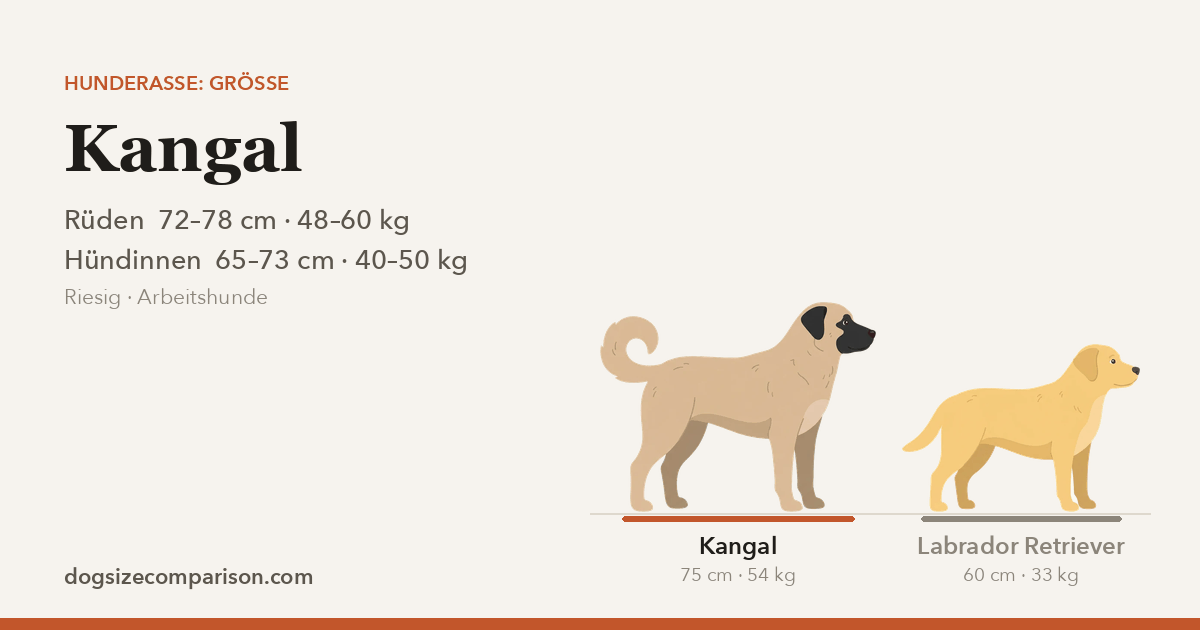 HUNDERASSE: GRÖSSE
Kangal
Rüden 72–78 cm · 48–60 kg
Hündinnen 65–73 cm · 40–50 kg
Riesig · Arbeitshunde
Kangal
75 cm · 54 kg
Labrador Retriever
60 cm · 33 kg
dogsizecomparison.com